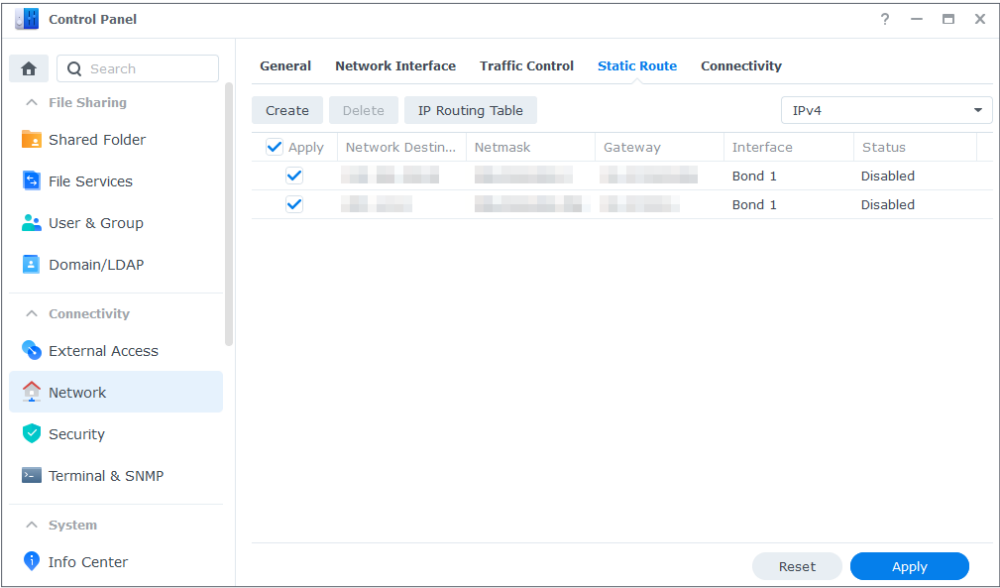 Control Panel
?
Search
File Sharing
Shared Folder
File Services
User & Group
Domain/LDAP
Connectivity
External Access
Network
Security
Terminal & SNMP
System
Info Center
General Network Interface Traffic Control Static Route Connectivity
Create Delete IP Routing Table IPv4
Apply Network Destin... Netmask Gateway Interface Status
Bond 1 Disabled
Bond 1 Disabled
Reset Apply